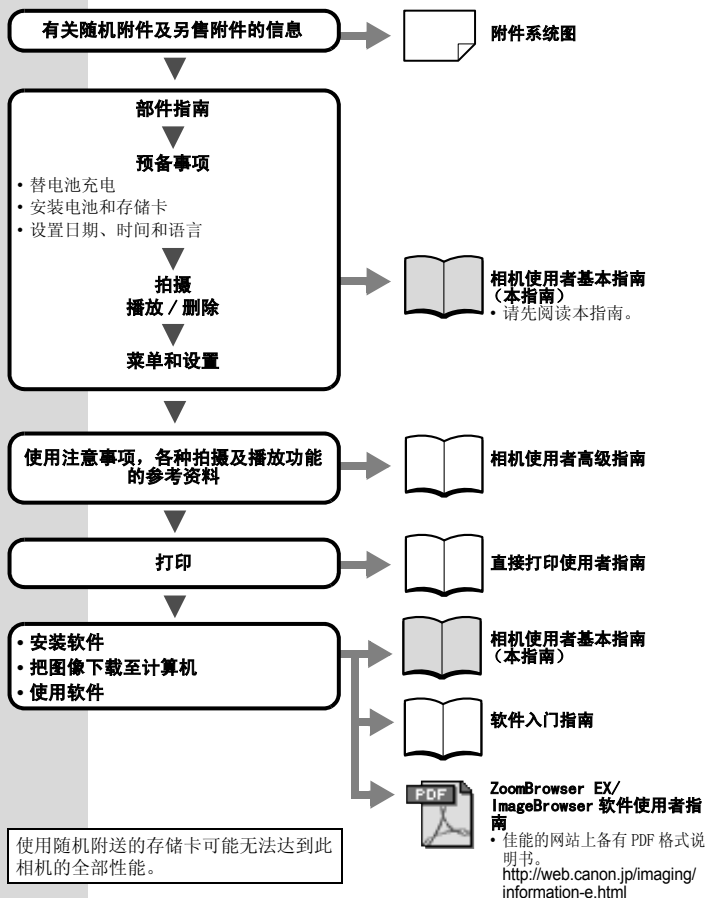 有关随机附件及另售附件的信息
附件系统图
部件指南
预备事项
• 替电池充电
• 安装电池和存储卡
• 设置日期、时间和语言
拍摄
播放 / 删除
菜单和设置
相机使用者基本指南
（本指南）
• 请先阅读本指南。
使用注意事项，各种拍摄及播放功能
的参考资料
相机使用者高级指南
打印
直接打印使用者指南
• 安装软件
• 把图像下载至计算机
• 使用软件
相机使用者基本指南
（本指南）
软件入门指南
PDF
ZoomBrowser EX/
ImageBrowser 软件使用者指
南
• 佳能的网站上备有 PDF 格式说
明书。
http://web.canon.jp/imaging/
information-e.html
使用随机附送的存储卡可能无法达到此
相机的全部性能。